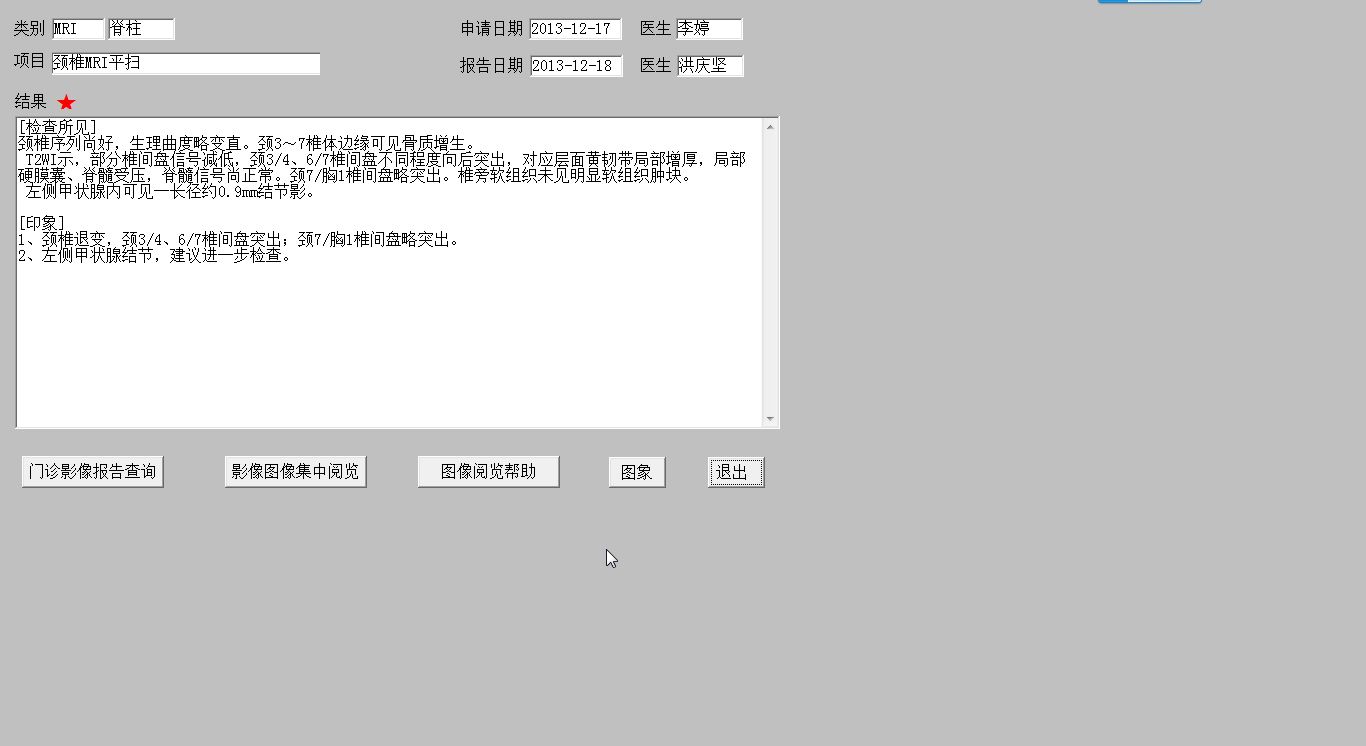 类别 MRI 脊柱 申请日期 2013-12-17 医生 李婷
项目 颈椎MRI平扫 报告日期 2013-12-18 医生 洪庆坚
结果 ★
[检查所见]
颈椎序列尚好，生理曲度略变直。颈3～7椎体边缘可见骨质增生。
T2WI示，部分椎间盘信号减低，颈3/4、6/7椎间盘不同程度向后突出，对应层面黄韧带局部增厚，局部
硬膜囊、脊髓受压，脊髓信号尚正常。颈7/胸1椎间盘略突出。椎旁软组织未见明显软组织肿块。
左侧甲状腺内可见一长径约0.9mm结节影。
[印象]
1、颈椎退变，颈3/4、6/7椎间盘突出；颈7/胸1椎间盘略突出。
2、左侧甲状腺结节，建议进一步检查。
门诊影像报告查询 影像图像集中阅览 图像阅览帮助 图象 退出